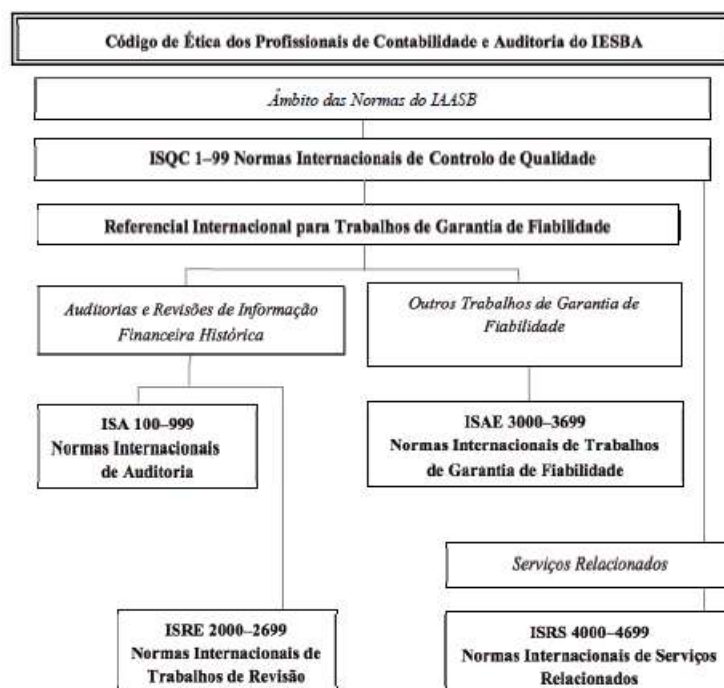 Código de Ética dos Profissionais de Contabilidade e Auditoria do IESBA
Âmbito das Normas do IAASB
ISQC 1–99 Normas Internacionais de Controlo de Qualidade
Referencial Internacional para Trabalhos de Garantia de Fiabilidade
Auditorias e Revisões de Informação
Financeira Histórica
Outros Trabalhos de Garantia de
Fiabilidade
ISA 100–999
Normas Internacionais
de Auditoria
ISAE 3000–3699
Normas Internacionais de Trabalhos
de Garantia de Fiabilidade
Serviços Relacionados
ISRE 2000–2699
Normas Internacionais de
Trabalhos de Revisão
ISRS 4000–4699
Normas Internacionais de Serviços
Relacionados